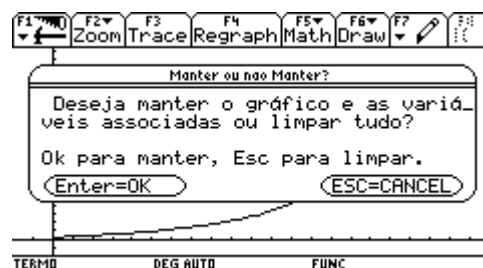 F1 F2 F3 F4 F5 F6 F7
Zoom Trace Regraph Math Draw
Manter ou nao Manter?
Deseja manter o gráfico e as variá_
veis associadas ou limpar tudo?
Ok para manter, Esc para limpar.
Enter=OK ESC=CANCEL
TERMO DEG AUTO FUNC